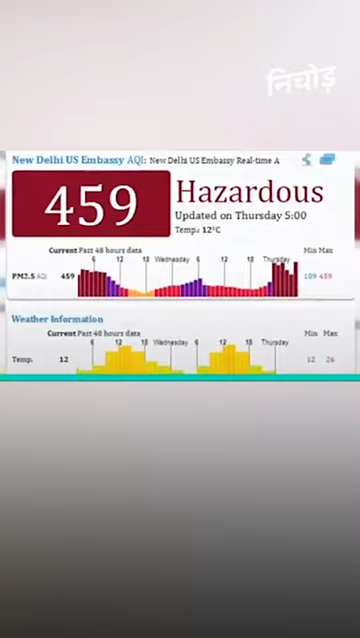 निचोड़
New Delhi US Embassy AQI: New Delhi US Embassy Real-time A
459
Hazardous
Updated on Thursday 5:00
Temp.: 12°C
Current Past 48 hours data Min Max
6 12 18 Wednesday 6 12 18 Thursday
PM2.5 AQI 459 109 459
Weather Information
Current Past 48 hours data Min Max
6 12 18 Wednesday 6 12 18 Thursday
Temp. 12 12 26